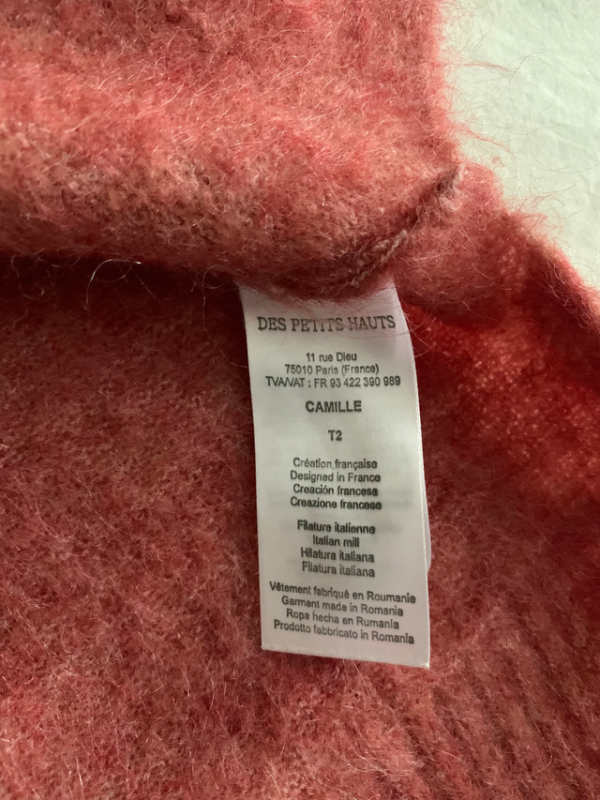 DES PETITS HAUTS
11 rue Dieu
75010 Paris (France)
TVA/VAT : FR 93 422 390 989
CAMILLE
T2
Création française
Designed in France
Creación francesa
Creazione francese
Filature italienne
Italian mill
Hilatura italiana
Filatura italiana
Vêtement fabriqué en Roumanie
Garment made in Romania
Ropa hecha en Rumania
Prodotto fabbricato in Romania